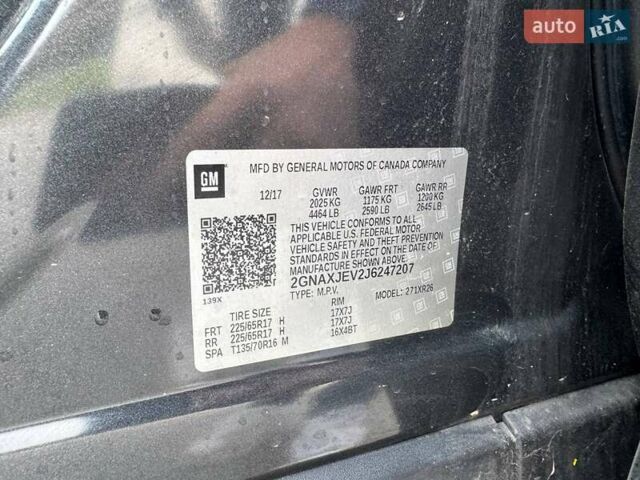 auto RIA
.com
GM
MFD BY GENERAL MOTORS OF CANADA COMPANY
12/17 GVWR GAWR FRT GAWR RR
2025 KG 1175 KG 1200 KG
4464 LB 2590 LB 2645 LB
THIS VEHICLE CONFORMS TO ALL
APPLICABLE U.S. FEDERAL MOTOR
VEHICLE SAFETY AND THEFT PREVENTION
STANDARDS IN EFFECT ON THE DATE OF
MANUFACTURE SHOWN ABOVE.
2GNAXJEV2J6247207
139X
TYPE: M.P.V. MODEL: 271XR26
TIRE SIZE RIM
FRT 225/65R17 H 17X7J
RR 225/65R17 H 17X7J
SPA T135/70R16 M 16X4BT